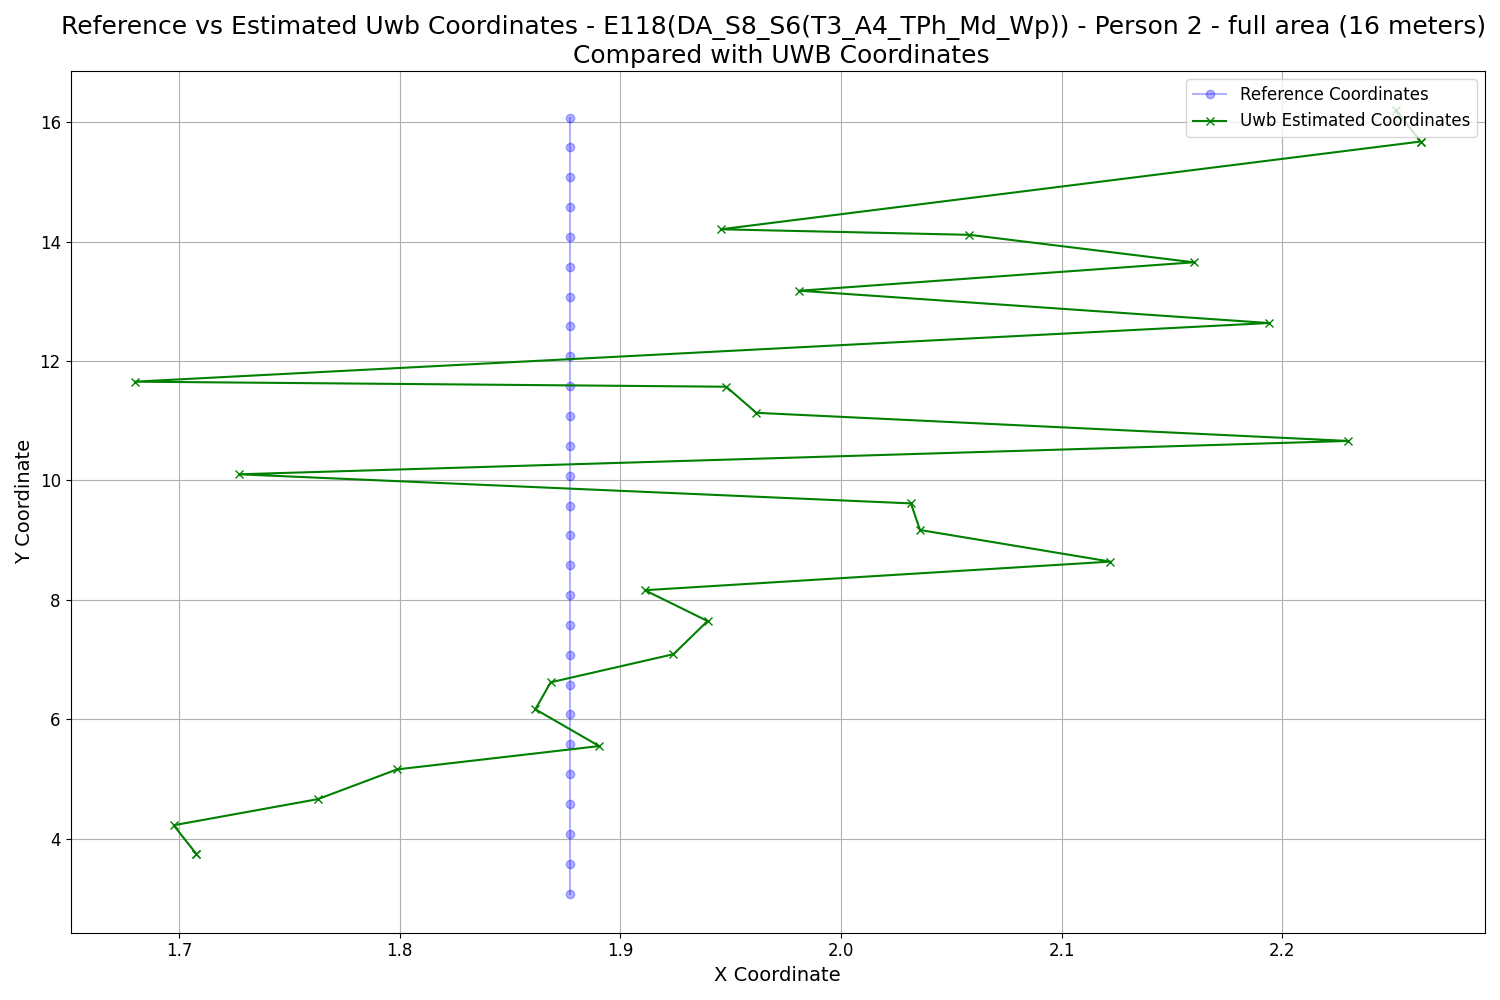 Reference vs Estimated Uwb Coordinates - E118(DA_S8_S6(T3_A4_TPh_Md_Wp)) - Person 2 - full area (16 meters)
Compared with UWB Coordinates
Reference Coordinates
Uwb Estimated Coordinates
Y Coordinate
16
14
12
10
8
6
4
1.7 1.8 1.9 2.0 2.1 2.2
X Coordinate